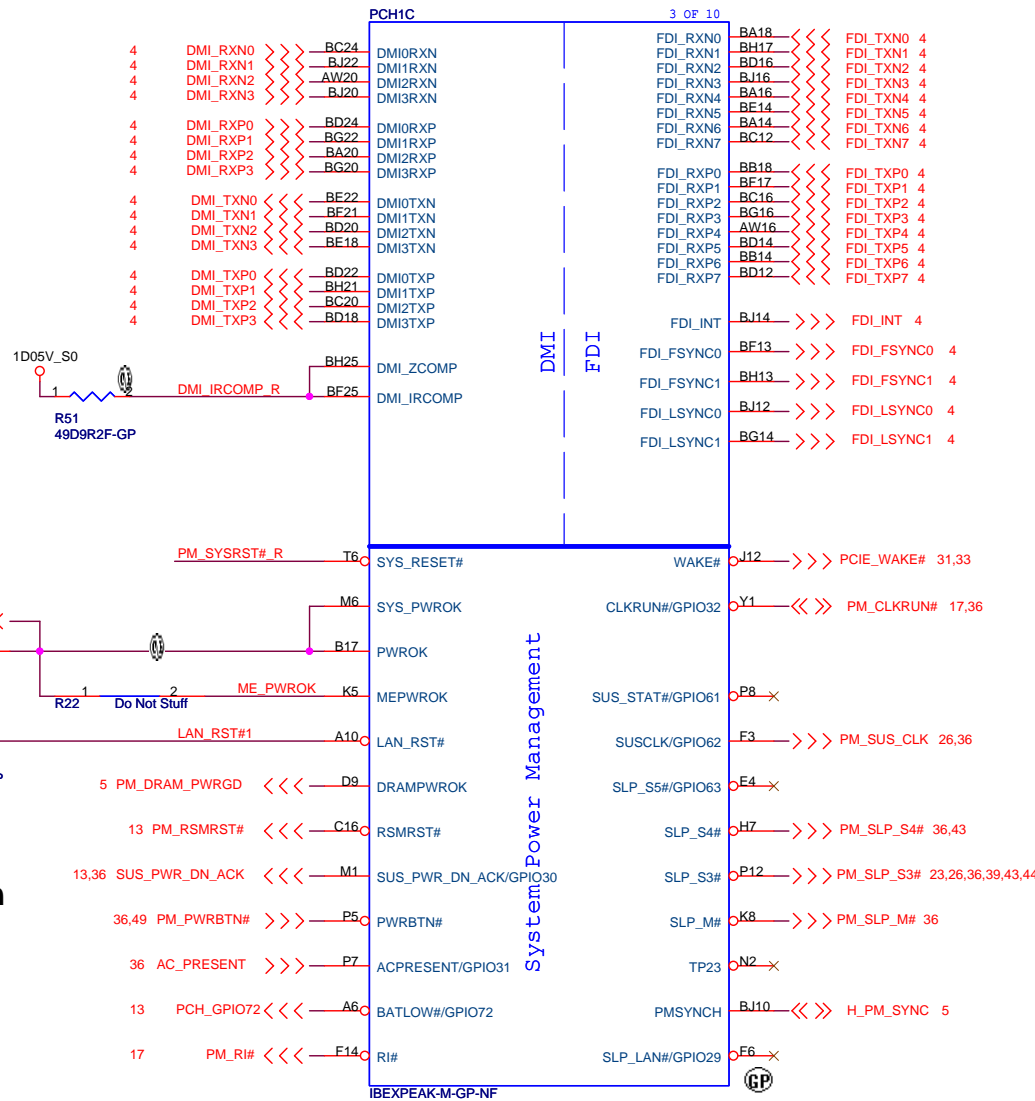 PCH1C 3 OF 10
4 DMI_RXN0 BC24 DMI0RXN
4 DMI_RXN1 BJ22 DMI1RXN
4 DMI_RXN2 AW20 DMI2RXN
4 DMI_RXN3 BJ20 DMI3RXN
4 DMI_RXP0 BD24 DMI0RXP
4 DMI_RXP1 BG22 DMI1RXP
4 DMI_RXP2 BA20 DMI2RXP
4 DMI_RXP3 BG20 DMI3RXP
4 DMI_TXN0 BE22 DMI0TXN
4 DMI_TXN1 BF21 DMI1TXN
4 DMI_TXN2 BD20 DMI2TXN
4 DMI_TXN3 BE18 DMI3TXN
4 DMI_TXP0 BD22 DMI0TXP
4 DMI_TXP1 BH21 DMI1TXP
4 DMI_TXP2 BC20 DMI2TXP
4 DMI_TXP3 BD18 DMI3TXP
1D05V_S0
BH25 DMI_ZCOMP
1 2 DMI_IRCOMP_R BF25 DMI_IRCOMP
R51
49D9R2F-GP
DMI
FDI
FDI_RXN0 BA18 FDI_TXN0 4
FDI_RXN1 BH17 FDI_TXN1 4
FDI_RXN2 BD16 FDI_TXN2 4
FDI_RXN3 BJ16 FDI_TXN3 4
FDI_RXN4 BA16 FDI_TXN4 4
FDI_RXN5 BE14 FDI_TXN5 4
FDI_RXN6 BA14 FDI_TXN6 4
FDI_RXN7 BC12 FDI_TXN7 4
FDI_RXP0 BB18 FDI_TXP0 4
FDI_RXP1 BF17 FDI_TXP1 4
FDI_RXP2 BC16 FDI_TXP2 4
FDI_RXP3 BG16 FDI_TXP3 4
FDI_RXP4 AW16 FDI_TXP4 4
FDI_RXP5 BD14 FDI_TXP5 4
FDI_RXP6 BB14 FDI_TXP6 4
FDI_RXP7 BD12 FDI_TXP7 4
FDI_INT BJ14 FDI_INT 4
FDI_FSYNC0 BF13 FDI_FSYNC0 4
FDI_FSYNC1 BH13 FDI_FSYNC1 4
FDI_LSYNC0 BJ12 FDI_LSYNC0 4
FDI_LSYNC1 BG14 FDI_LSYNC1 4
PM_SYSRST#_R T6 SYS_RESET#
M6 SYS_PWROK
B17 PWROK
R22 1 Do Not Stuff 2 ME_PWROK K5 MEPWROK
LAN_RST#1 A10 LAN_RST#
5 PM_DRAM_PWRGD D9 DRAMPWROK
13 PM_RSMRST# C16 RSMRST#
13,36 SUS_PWR_DN_ACK M1 SUS_PWR_DN_ACK/GPIO30
36,49 PM_PWRBTN# P5 PWRBTN#
36 AC_PRESENT P7 ACPRESENT/GPIO31
13 PCH_GPIO72 A6 BATLOW#/GPIO72
17 PM_RI# F14 RI#
System Power Management
WAKE# J12 PCIE_WAKE# 31,33
CLKRUN#/GPIO32 Y1 PM_CLKRUN# 17,36
SUS_STAT#/GPIO61 P8
SUSCLK/GPIO62 F3 PM_SUS_CLK 26,36
SLP_S5#/GPIO63 E4
SLP_S4# H7 PM_SLP_S4# 36,43
SLP_S3# P12 PM_SLP_S3# 23,26,36,39,43,44
SLP_M# K8 PM_SLP_M# 36
TP23 N2
PMSYNCH BJ10 H_PM_SYNC 5
SLP_LAN#/GPIO29 F6
GP
IBEXPEAK-M-GP-NF